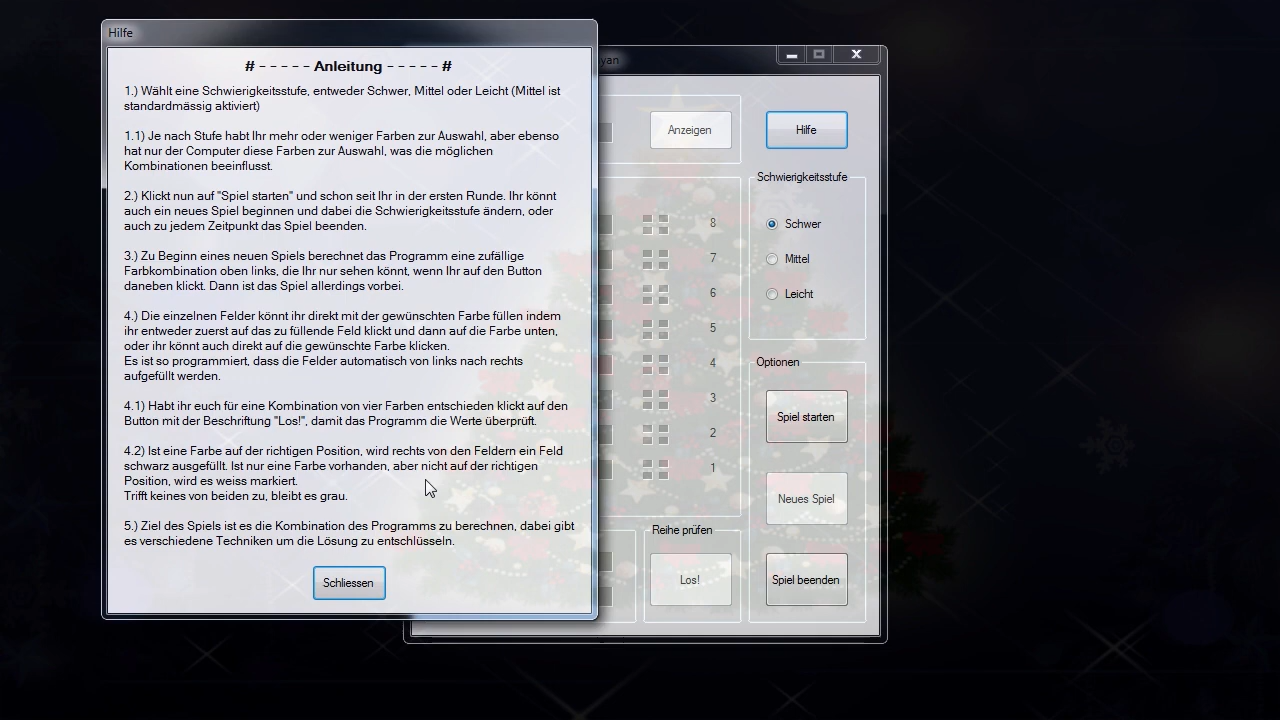 Hilfe
# - - - - - Anleitung - - - - - #
1.) Wählt eine Schwierigkeitsstufe, entweder Schwer, Mittel oder Leicht (Mittel ist
standardmässig aktiviert)
1.1) Je nach Stufe habt Ihr mehr oder weniger Farben zur Auswahl, aber ebenso
hat nur der Computer diese Farben zur Auswahl, was die möglichen
Kombinationen beeinflusst.
2.) Klickt nun auf "Spiel starten" und schon seit Ihr in der ersten Runde. Ihr könnt
auch ein neues Spiel beginnen und dabei die Schwierigkeitsstufe ändern, oder
auch zu jedem Zeitpunkt das Spiel beenden.
3.) Zu Beginn eines neuen Spiels berechnet das Programm eine zufällige
Farbkombination oben links, die Ihr nur sehen könnt, wenn Ihr auf den Button
daneben klickt. Dann ist das Spiel allerdings vorbei.
4.) Die einzelnen Felder könnt ihr direkt mit der gewünschten Farbe füllen indem
ihr entweder zuerst auf das zu füllende Feld klickt und dann auf die Farbe unten,
oder ihr könnt auch direkt auf die gewünschte Farbe klicken.
Es ist so programmiert, dass die Felder automatisch von links nach rechts
aufgefüllt werden.
4.1) Habt ihr euch für eine Kombination von vier Farben entschieden klickt auf den
Button mit der Beschriftung "Los!", damit das Programm die Werte überprüft.
4.2) Ist eine Farbe auf der richtigen Position, wird rechts von den Feldern ein Feld
schwarz ausgefüllt. Ist nur eine Farbe vorhanden, aber nicht auf der richtigen
Position, wird es weiss markiert.
Trifft keines von beiden zu, bleibt es grau.
5.) Ziel des Spiels ist es die Kombination des Programms zu berechnen, dabei gibt
es verschiedene Techniken um die Lösung zu entschlüsseln.
Schliessen
Anzeigen
Hilfe
8
7
6
5
4
3
2
1
Schwierigkeitsstufe
Schwer
Mittel
Leicht
Optionen
Spiel starten
Neues Spiel
Spiel beenden
Reihe prüfen
Los!